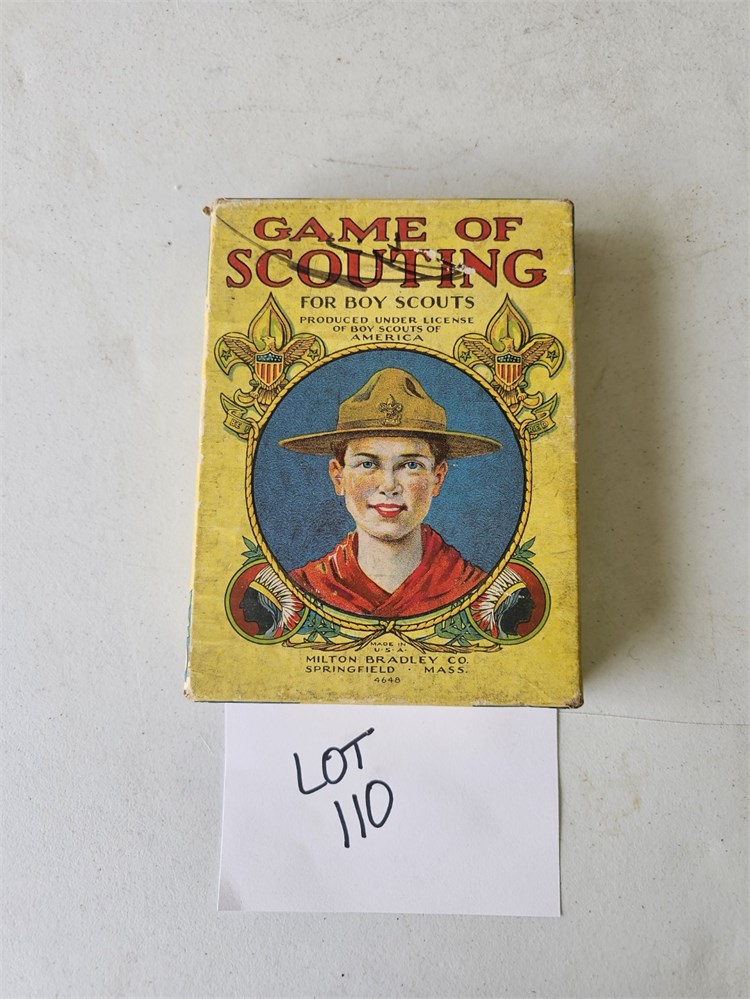 GAME OF
SCOUTING
FOR BOY SCOUTS
PRODUCED UNDER LICENSE
OF BOY SCOUTS OF
AMERICA
MADE IN
U·S·A·
MILTON BRADLEY CO.
SPRINGFIELD · MASS.
4648
LOT
110